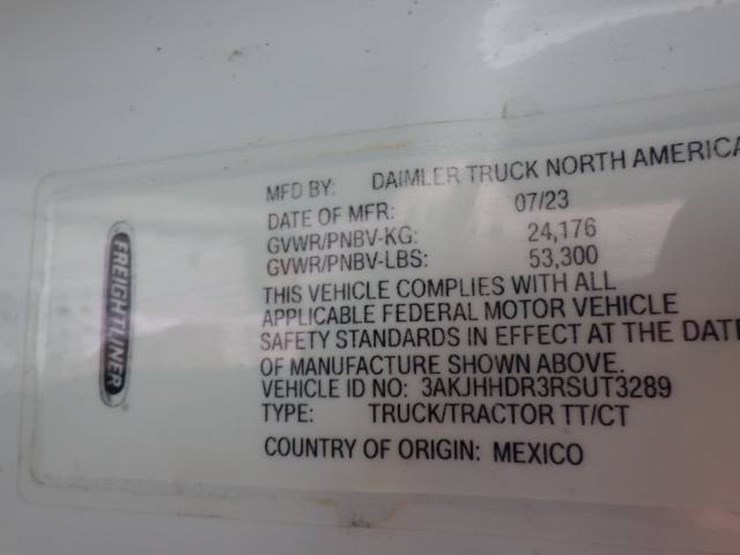 FREIGHTLINER
MFD BY: DAIMLER TRUCK NORTH AMERICA
DATE OF MFR: 07/23
GVWR/PNBV-KG: 24,176
GVWR/PNBV-LBS: 53,300
THIS VEHICLE COMPLIES WITH ALL
APPLICABLE FEDERAL MOTOR VEHICLE
SAFETY STANDARDS IN EFFECT AT THE DATE
OF MANUFACTURE SHOWN ABOVE.
VEHICLE ID NO: 3AKJHHDR3RSUT3289
TYPE: TRUCK/TRACTOR TT/CT
COUNTRY OF ORIGIN: MEXICO